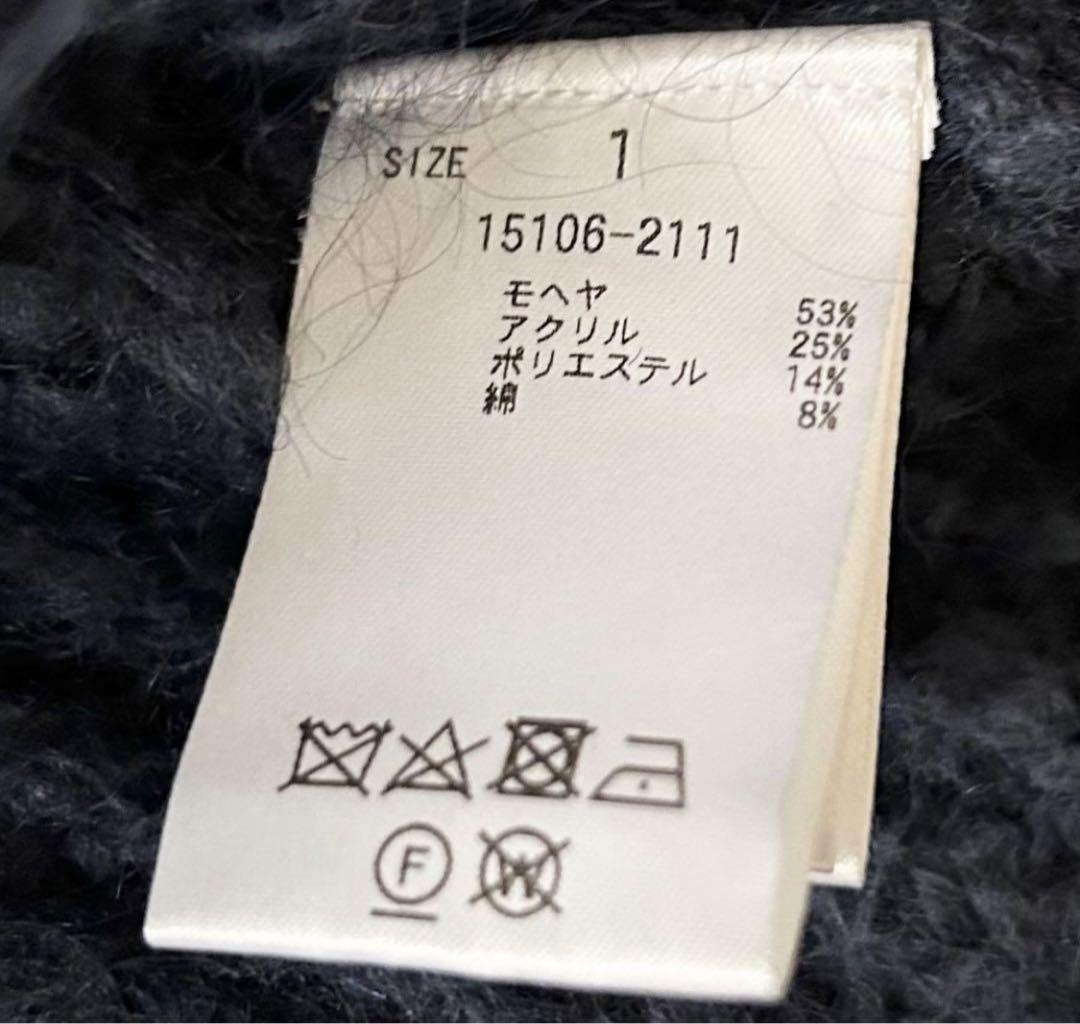 SIZE 1
15106-2111
モヘヤ 53%
アクリル 25%
ポリエステル 14%
綿 8%
F
W